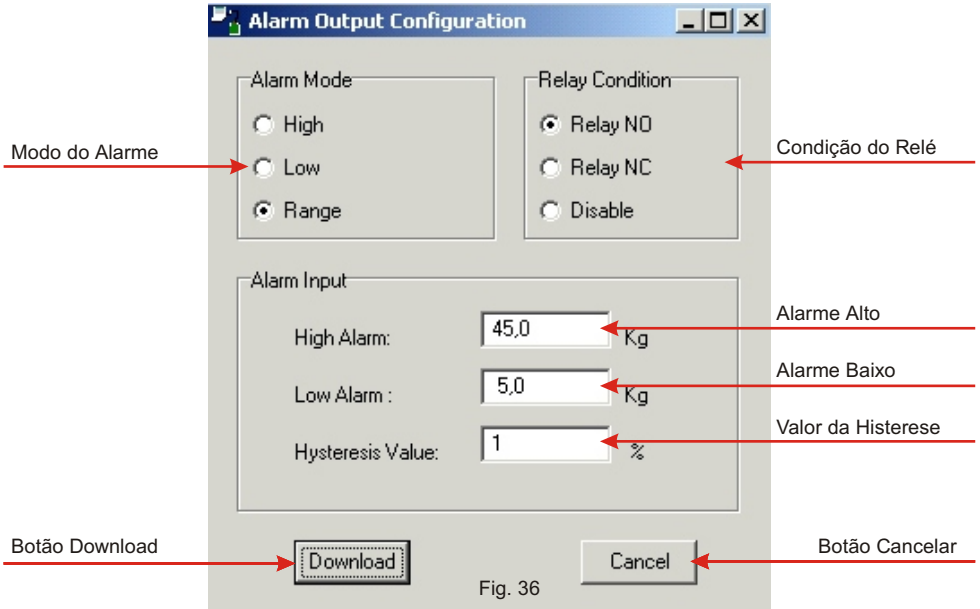 Alarm Output Configuration
Alarm Mode
High
Low
Range
Relay Condition
Relay NO
Relay NC
Disable
Modo do Alarme
Condição do Relé
Alarm Input
High Alarm: 45,0 Kg
Low Alarm : 5,0 Kg
Hysteresis Value: 1 %
Alarme Alto
Alarme Baixo
Valor da Histerese
Botão Download
Download
Cancel
Botão Cancelar
Fig. 36